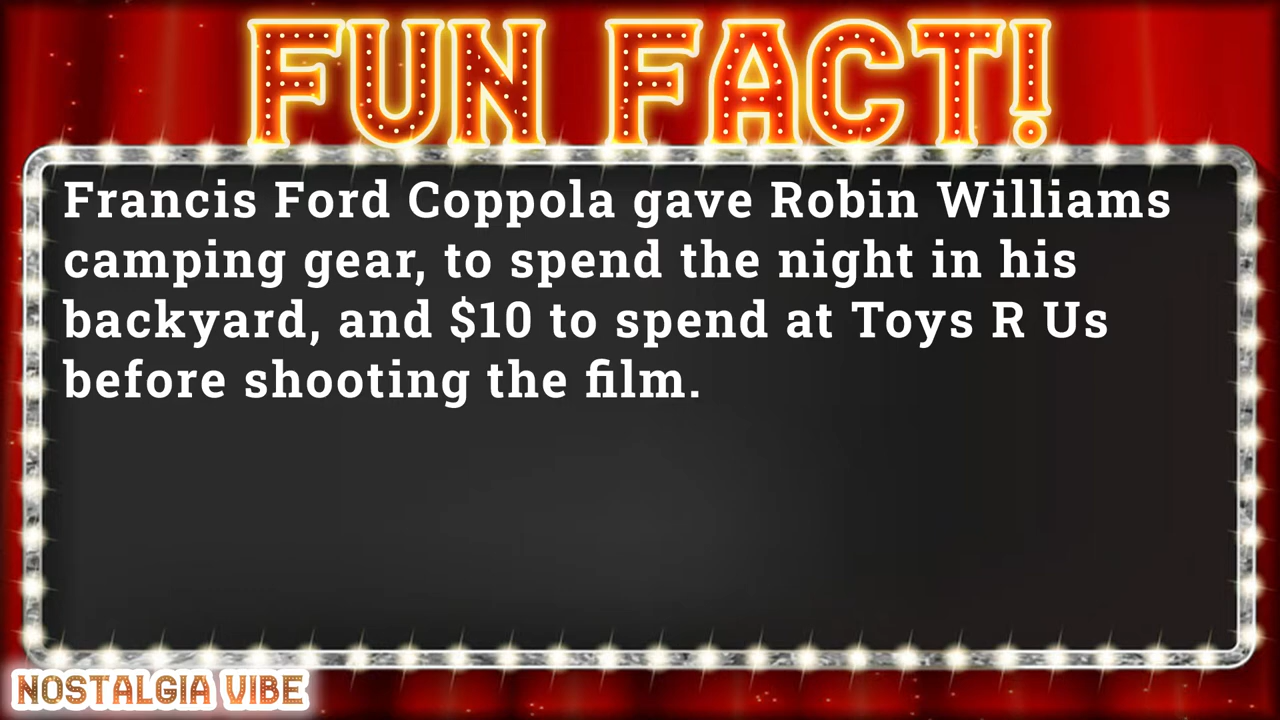 FUN FACT!
Francis Ford Coppola gave Robin Williams
camping gear, to spend the night in his
backyard, and $10 to spend at Toys R Us
before shooting the film.
NOSTALGIA VIBE